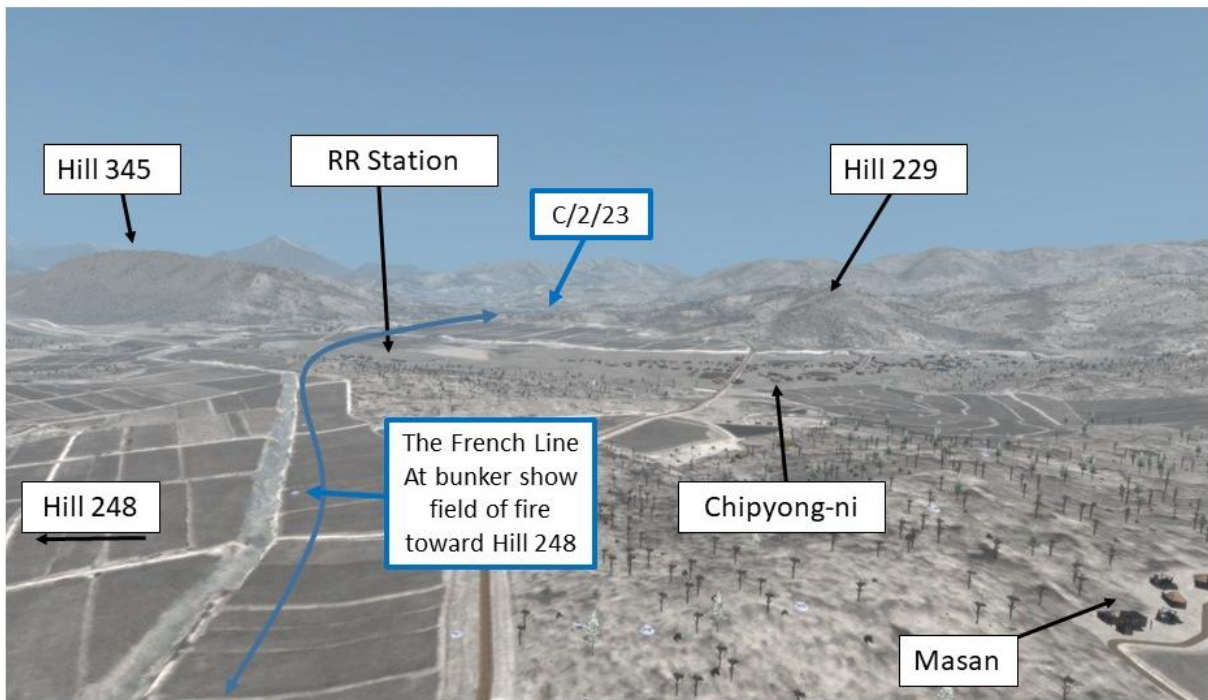 Hill 345
RR Station
C/2/23
Hill 229
The French Line
At bunker show
field of fire
toward Hill 248
Hill 248
Chipyong-ni
Masan